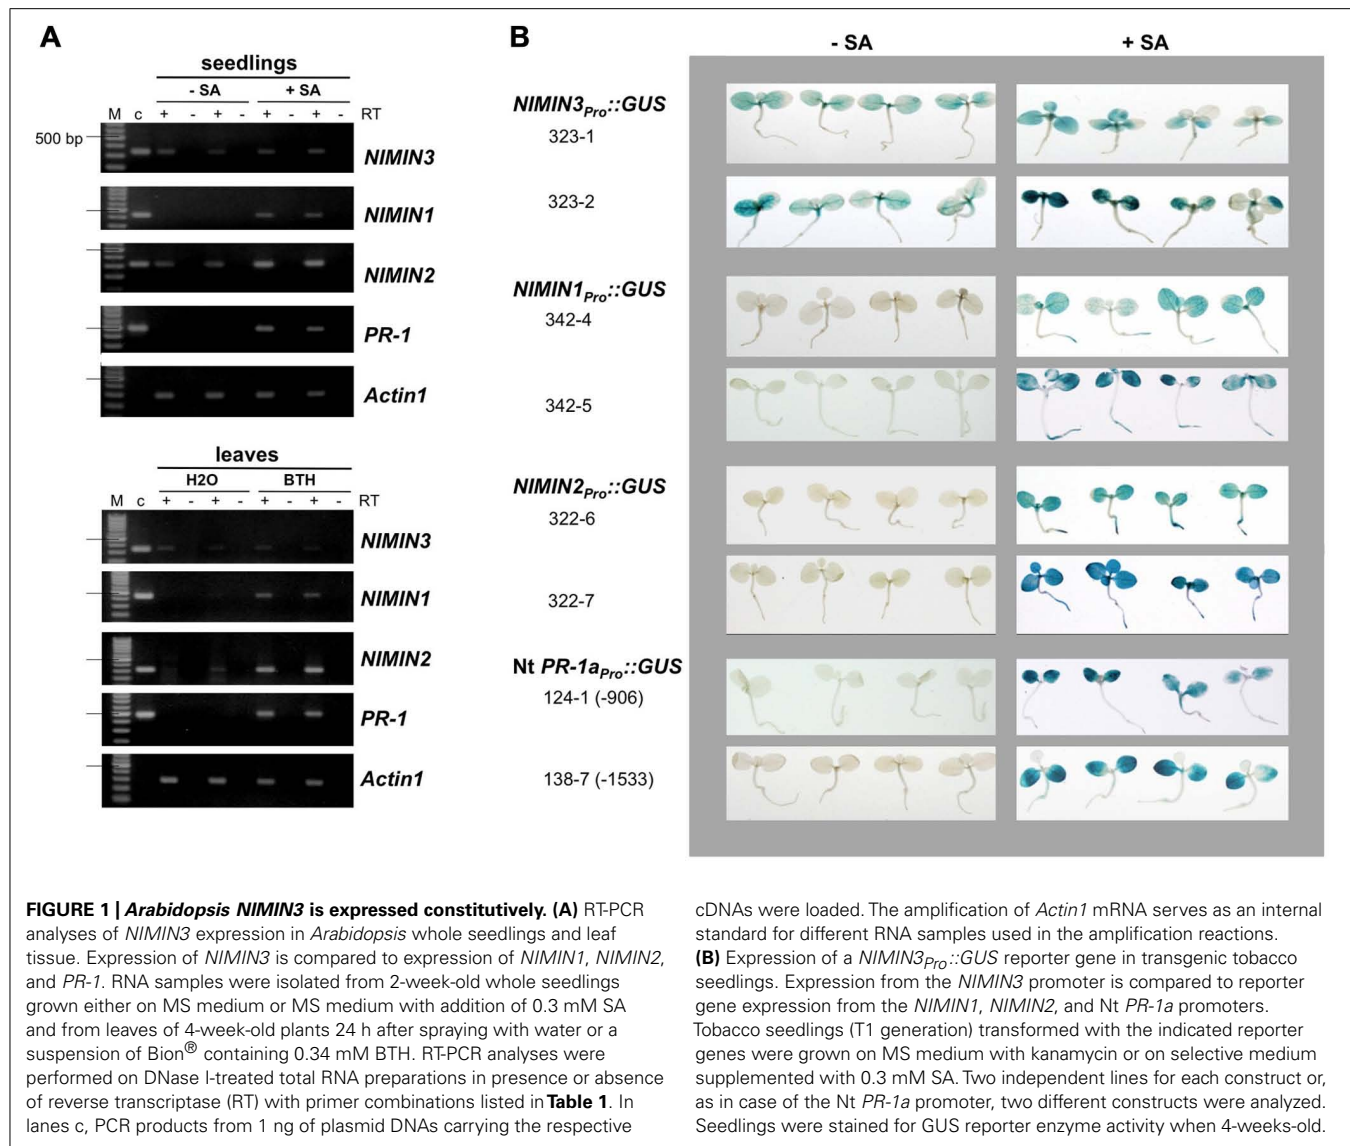 A
seedlings
- SA + SA
M c + - + - + - + - RT
500 bp
NIMIN3
NIMIN1
NIMIN2
PR-1
Actin1
leaves
H2O BTH
M c + - + - + - + - RT
NIMIN3
NIMIN1
NIMIN2
PR-1
Actin1
B
- SA + SA
NIMIN3Pro::GUS
323-1
323-2
NIMIN1Pro::GUS
342-4
342-5
NIMIN2Pro::GUS
322-6
322-7
Nt PR-1aPro::GUS
124-1 (-906)
138-7 (-1533)
FIGURE 1 | Arabidopsis NIMIN3 is expressed constitutively. (A) RT-PCR
analyses of NIMIN3 expression in Arabidopsis whole seedlings and leaf
tissue. Expression of NIMIN3 is compared to expression of NIMIN1, NIMIN2,
and PR-1. RNA samples were isolated from 2-week-old whole seedlings
grown either on MS medium or MS medium with addition of 0.3 mM SA
and from leaves of 4-week-old plants 24 h after spraying with water or a
suspension of Bion® containing 0.34 mM BTH. RT-PCR analyses were
performed on DNase I-treated total RNA preparations in presence or absence
of reverse transcriptase (RT) with primer combinations listed in Table 1. In
lanes c, PCR products from 1 ng of plasmid DNAs carrying the respective
cDNAs were loaded. The amplification of Actin1 mRNA serves as an internal
standard for different RNA samples used in the amplification reactions.
(B) Expression of a NIMIN3Pro::GUS reporter gene in transgenic tobacco
seedlings. Expression from the NIMIN3 promoter is compared to reporter
gene expression from the NIMIN1, NIMIN2, and Nt PR-1a promoters.
Tobacco seedlings (T1 generation) transformed with the indicated reporter
genes were grown on MS medium with kanamycin or on selective medium
supplemented with 0.3 mM SA. Two independent lines for each construct or,
as in case of the Nt PR-1a promoter, two different constructs were analyzed.
Seedlings were stained for GUS reporter enzyme activity when 4-weeks-old.